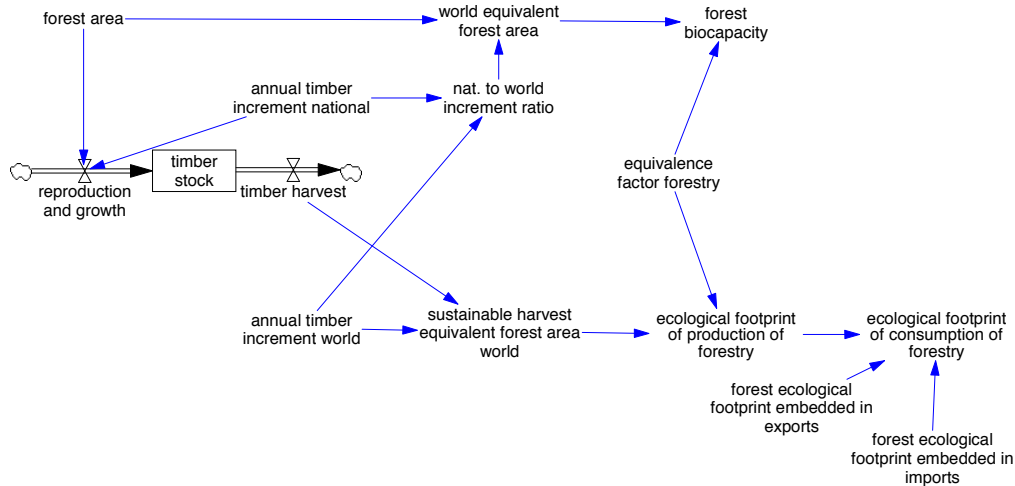 forest area
world equivalent
forest area
forest
biocapacity
annual timber
increment national
nat. to world
increment ratio
timber
stock
reproduction
and growth
timber harvest
equivalence
factor forestry
annual timber
increment world
sustainable harvest
equivalent forest area
world
ecological footprint
of production of
forestry
ecological footprint
of consumption of
forestry
forest ecological
footprint embedded in
exports
forest ecological
footprint embedded in
imports